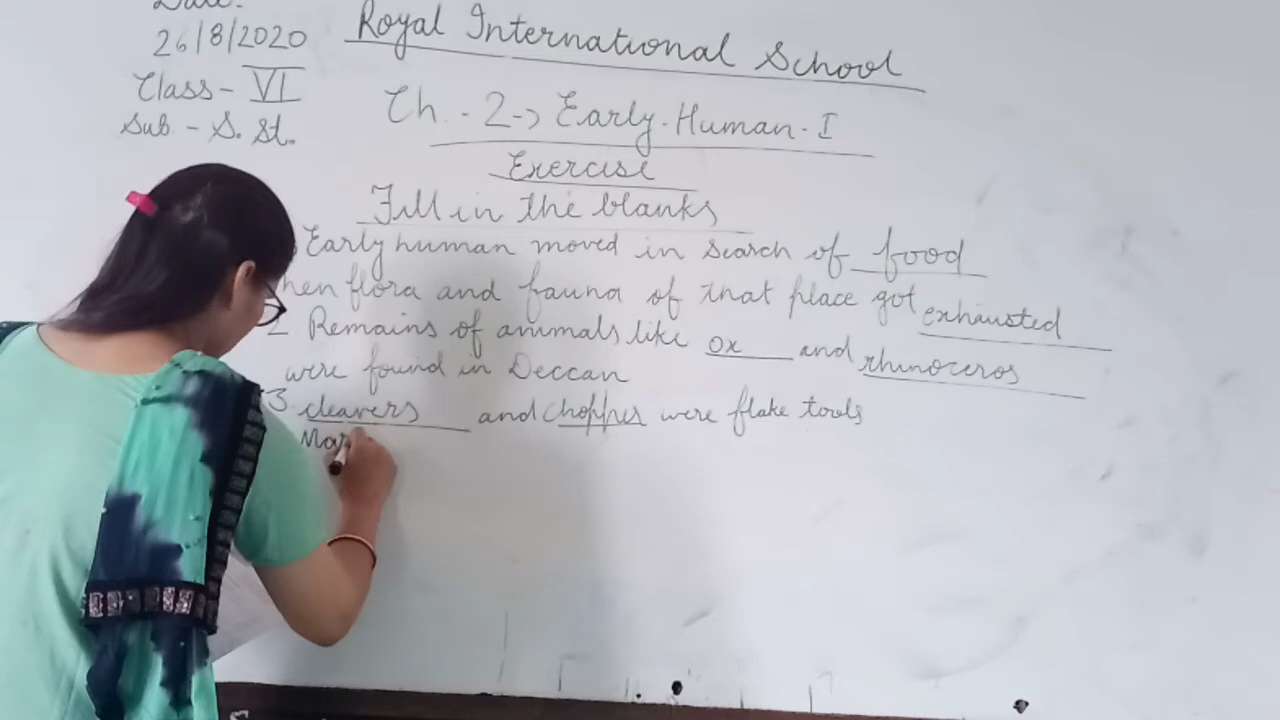 Date:
26/8/2020
Class - VI
Sub - S. St.
Royal International School
Ch. - 2 -> Early - Human - I
Exercise
Fill in the blanks
Early human moved in search of food
hen flora and fauna of that place got exhausted
2 Remains of animals like ox and rhinoceros
were found in Deccan
3 cleavers and chopper were flake tools